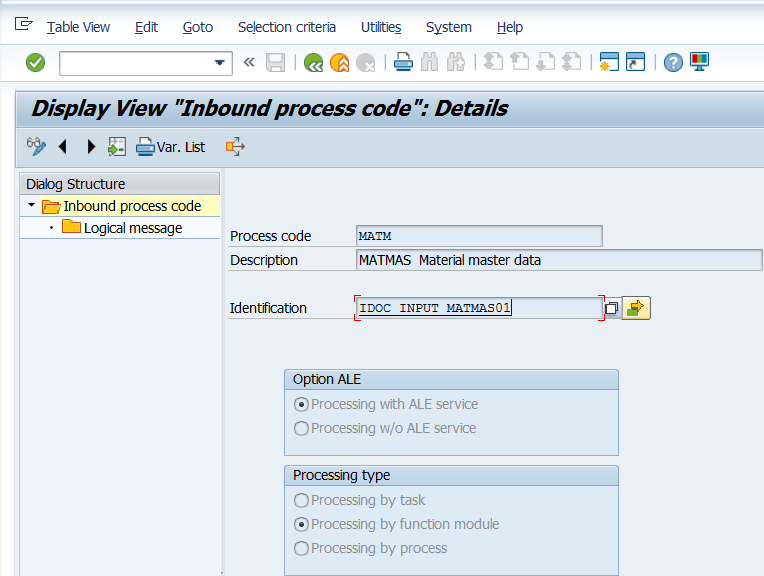 Table View Edit Goto Selection criteria Utilities System Help
Display View "Inbound process code": Details
Var. List
Dialog Structure
Inbound process code
Logical message
Process code MATM
Description MATMAS Material master data
Identification IDOC_INPUT_MATMAS01
Option ALE
Processing with ALE service
Processing w/o ALE service
Processing type
Processing by task
Processing by function module
Processing by process